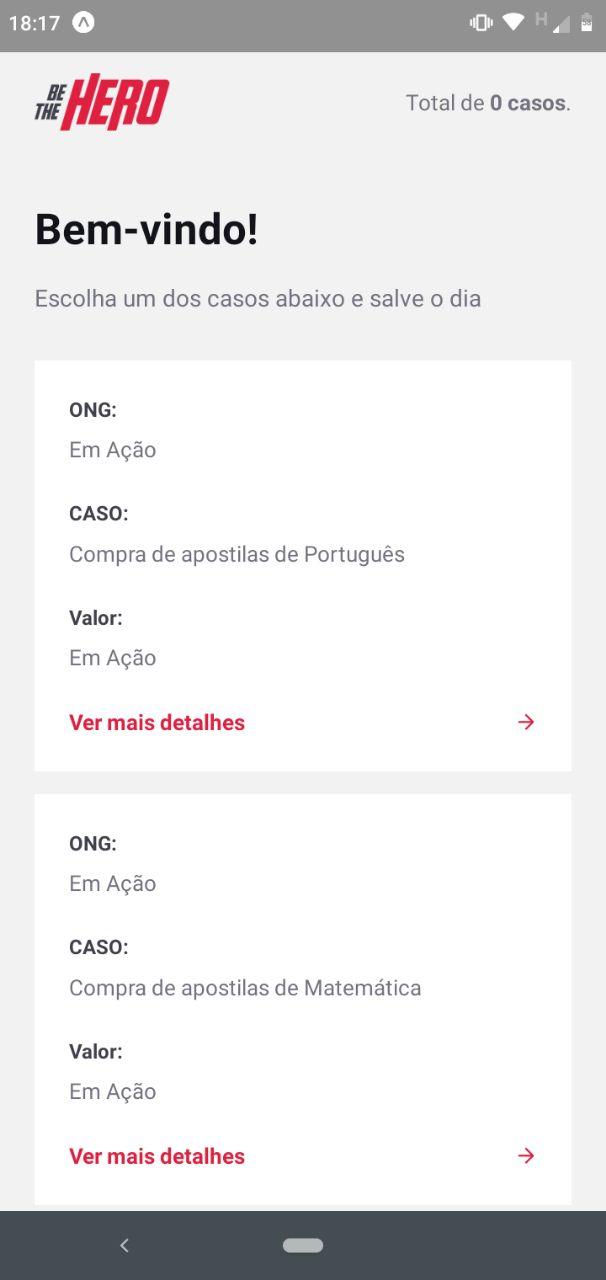 18:17
H
BE THE HERO
Total de 0 casos.
Bem-vindo!
Escolha um dos casos abaixo e salve o dia
ONG:
Em Ação
CASO:
Compra de apostilas de Português
Valor:
Em Ação
Ver mais detalhes
ONG:
Em Ação
CASO:
Compra de apostilas de Matemática
Valor:
Em Ação
Ver mais detalhes